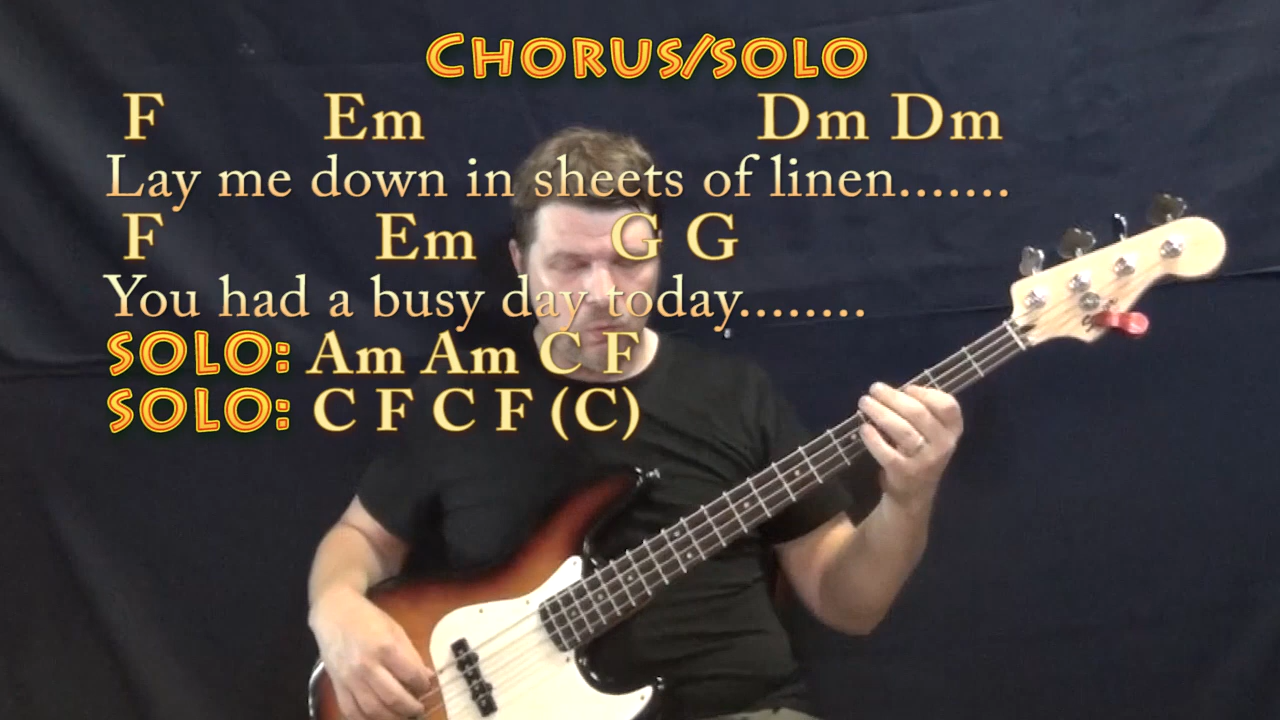 CHORUS/SOLO
F Em Dm Dm
Lay me down in sheets of linen.......
F Em G G
You had a busy day today........
SOLO: Am Am C F
SOLO: C F C F (C)